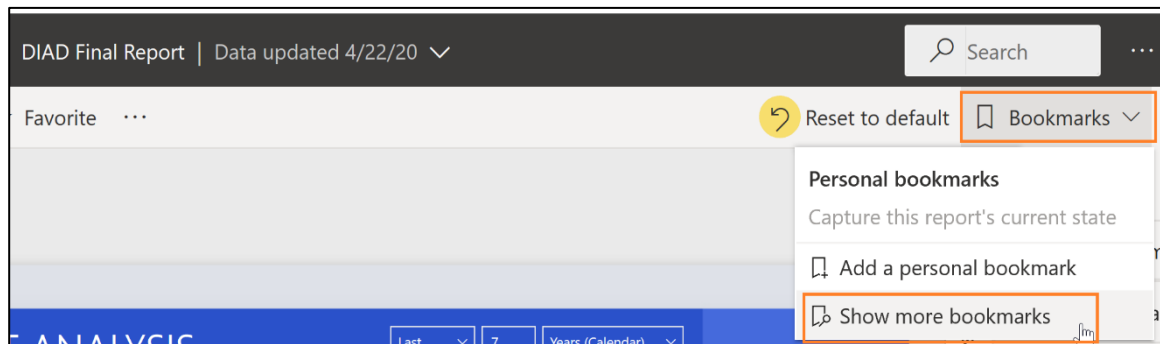 DIAD Final Report | Data updated 4/22/20
Search
...
Favorite ...
Reset to default
Bookmarks
Personal bookmarks
Capture this report's current state
Add a personal bookmark
Show more bookmarks
ANALYSIS
Last
7
Years (Calendar)